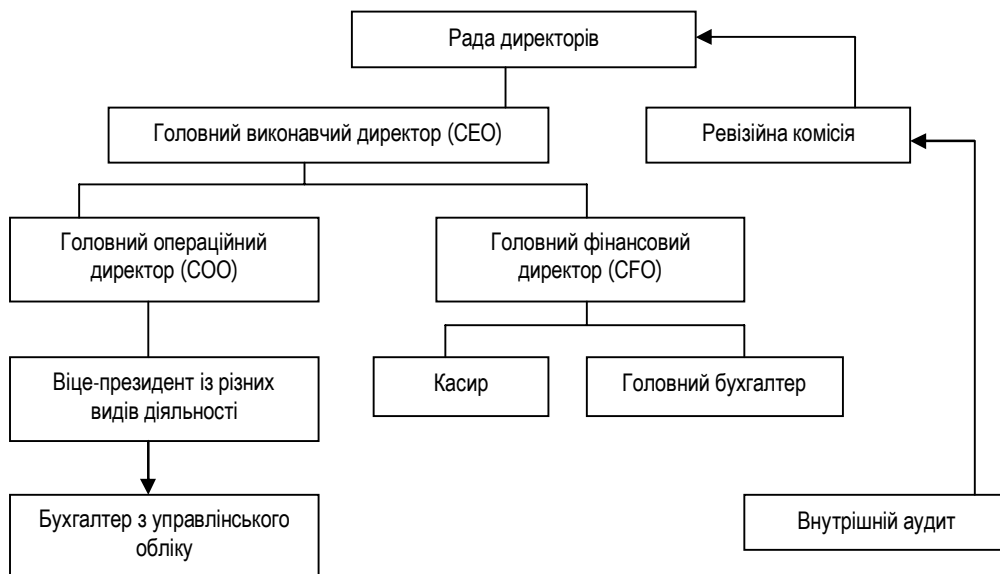 Рада директорів
Головний виконавчий директор (CEO)
Ревізійна комісія
Головний операційний
директор (COO)
Головний фінансовий
директор (CFO)
Віце-президент із різних
видів діяльності
Касир
Головний бухгалтер
Бухгалтер з управлінського
обліку
Внутрішній аудит